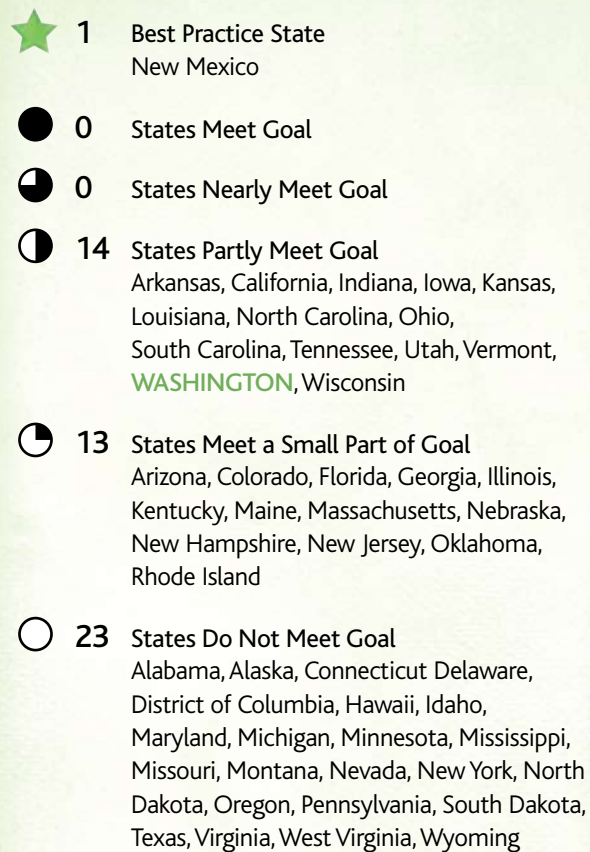 1 Best Practice State
New Mexico
0 States Meet Goal
0 States Nearly Meet Goal
14 States Partly Meet Goal
Arkansas, California, Indiana, Iowa, Kansas,
Louisiana, North Carolina, Ohio,
South Carolina, Tennessee, Utah, Vermont,
WASHINGTON, Wisconsin
13 States Meet a Small Part of Goal
Arizona, Colorado, Florida, Georgia, Illinois,
Kentucky, Maine, Massachusetts, Nebraska,
New Hampshire, New Jersey, Oklahoma,
Rhode Island
23 States Do Not Meet Goal
Alabama, Alaska, Connecticut Delaware,
District of Columbia, Hawaii, Idaho,
Maryland, Michigan, Minnesota, Mississippi,
Missouri, Montana, Nevada, New York, North
Dakota, Oregon, Pennsylvania, South Dakota,
Texas, Virginia, West Virginia, Wyoming